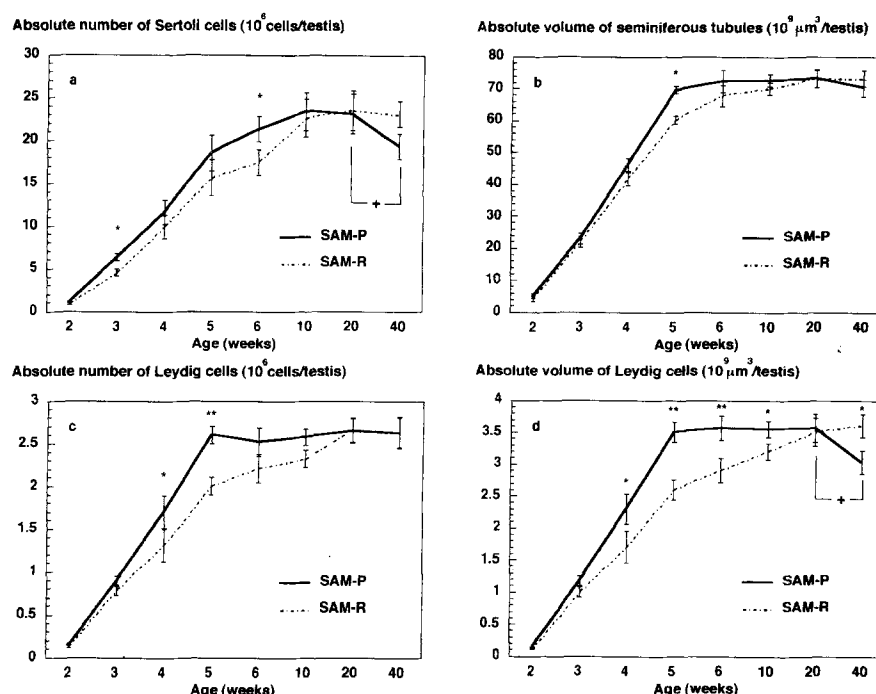 Absolute number of Sertoli cells (10⁶cells/testis)
30
25
20
15
10
5
0
a
*
*
+
SAM-P
SAM-R
2 3 4 5 6 10 20 40
Age (weeks)
Absolute volume of seminiferous tubules (10⁹μm³/testis)
80
70
60
50
40
30
20
10
0
b
*
SAM-P
SAM-R
2 3 4 5 6 10 20 40
Age (weeks)
Absolute number of Leydig cells (10⁶cells/testis)
3
2.5
2
1.5
1
0.5
0
c
*
**
SAM-P
SAM-R
2 3 4 5 6 10 20 40
Age (weeks)
Absolute volume of Leydig cells (10⁹μm³/testis)
4
3.5
3
2.5
2
1.5
1
0.5
0
d
*
**
**
*
*
+
SAM-P
SAM-R
2 3 4 5 6 10 20 40
Age (weeks)